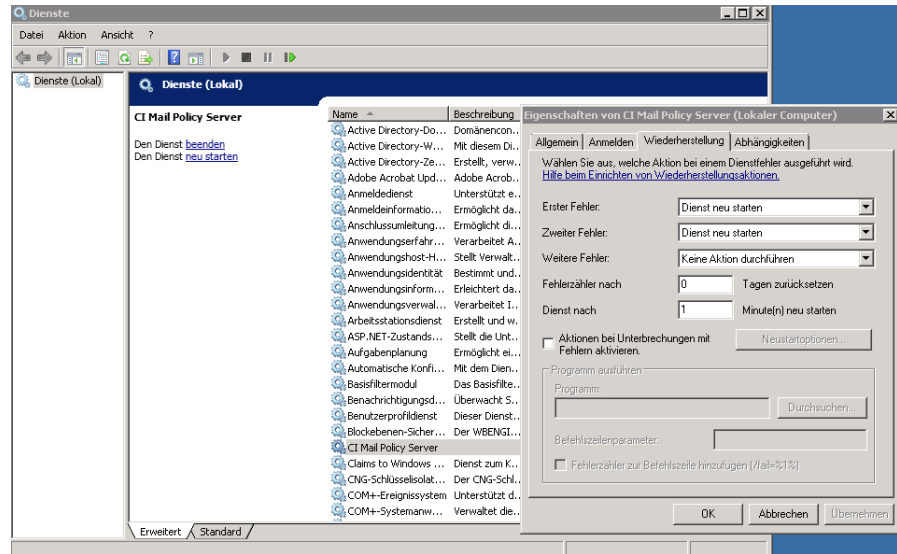 Dienste
Datei Aktion Ansicht ?
Dienste (Lokal)
Dienste (Lokal)
CI Mail Policy Server
Den Dienst beenden
Den Dienst neu starten
Name Beschreibung
Active Directory-Do... Domänencon..
Active Directory-W... Mit diesem Di..
Active Directory-Ze... Erstellt, verw..
Adobe Acrobat Upd... Adobe Acrob..
Anmeldedienst Unterstützt e..
Anmeldeinformatio... Ermöglicht da..
Anschlussumleitung... Ermöglicht di..
Anwendungserfahr... Verarbeitet A..
Anwendungshost-H... Stellt Verwalt..
Anwendungsidentität Bestimmt und..
Anwendungsinform... Erleichtert da..
Anwendungsverwal... Verarbeitet I..
Arbeitsstationsdienst Erstellt und w..
ASP.NET-Zustands... Stellt die Unt..
Aufgabenplanung Ermöglicht ei..
Automatische Konfi... Mit dem Dien..
Basisfiltermodul Das Basisfilte..
Benachrichtigungsd... Überwacht S..
Benutzerprofildienst Dieser Dienst..
Blockebenen-Sicher... Der WBENGI..
CI Mail Policy Server
Claims to Windows ... Dienst zum K..
CNG-Schlüsselisolat... Der CNG-Schl..
COM+-Ereignissystem Unterstützt d..
COM+-Systemanw... Verwaltet die..
Erweitert Standard
Eigenschaften von CI Mail Policy Server (Lokaler Computer)
Allgemein Anmelden Wiederherstellung Abhängigkeiten
Wählen Sie aus, welche Aktion bei einem Dienstfehler ausgeführt wird.
Hilfe beim Einrichten von Wiederherstellungsaktionen.
Erster Fehler: Dienst neu starten
Zweiter Fehler: Dienst neu starten
Weitere Fehler: Keine Aktion durchführen
Fehlerzähler nach 0 Tagen zurücksetzen
Dienst nach 1 Minute(n) neu starten
Aktionen bei Unterbrechungen mit
Fehlern aktivieren.
Neustartoptionen...
Programm ausführen
Programm:
Durchsuchen...
Befehlszeilenparameter:
Fehlerzähler zur Befehlszeile hinzufügen (/fail=%1%)
OK Abbrechen Übernehmen